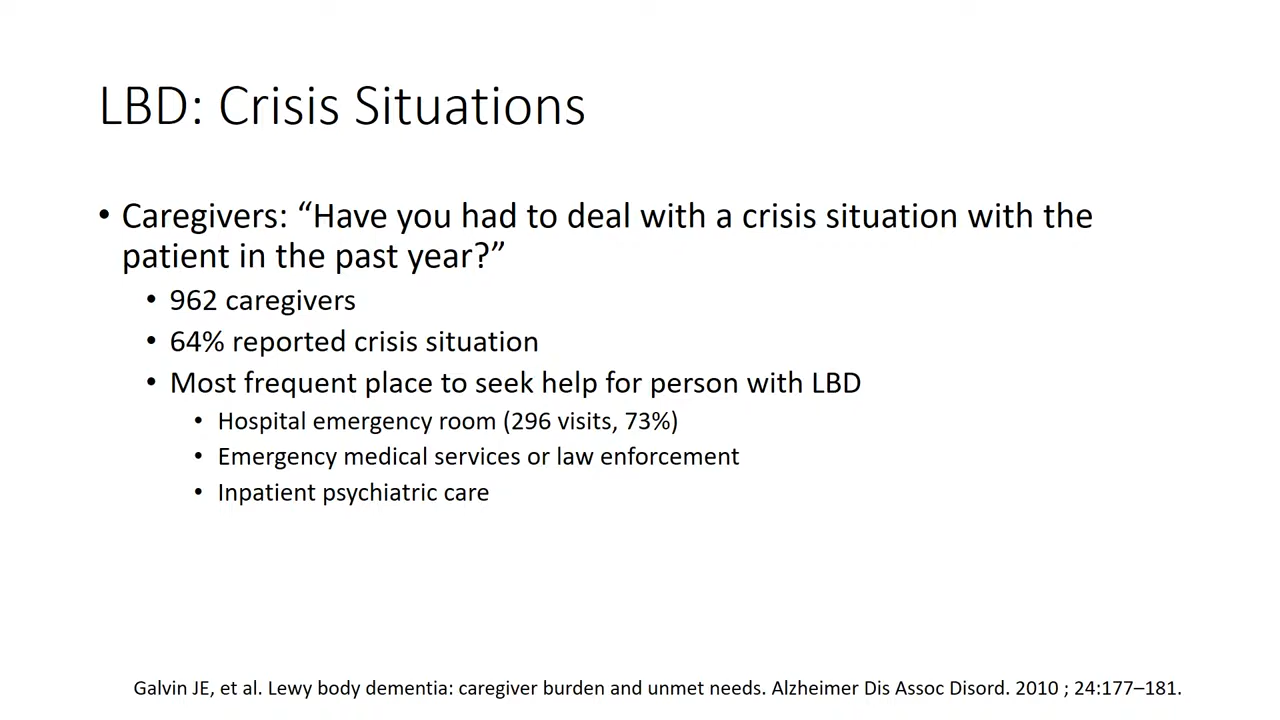 LBD: Crisis Situations
• Caregivers: “Have you had to deal with a crisis situation with the
patient in the past year?”
• 962 caregivers
• 64% reported crisis situation
• Most frequent place to seek help for person with LBD
• Hospital emergency room (296 visits, 73%)
• Emergency medical services or law enforcement
• Inpatient psychiatric care
Galvin JE, et al. Lewy body dementia: caregiver burden and unmet needs. Alzheimer Dis Assoc Disord. 2010 ; 24:177–181.